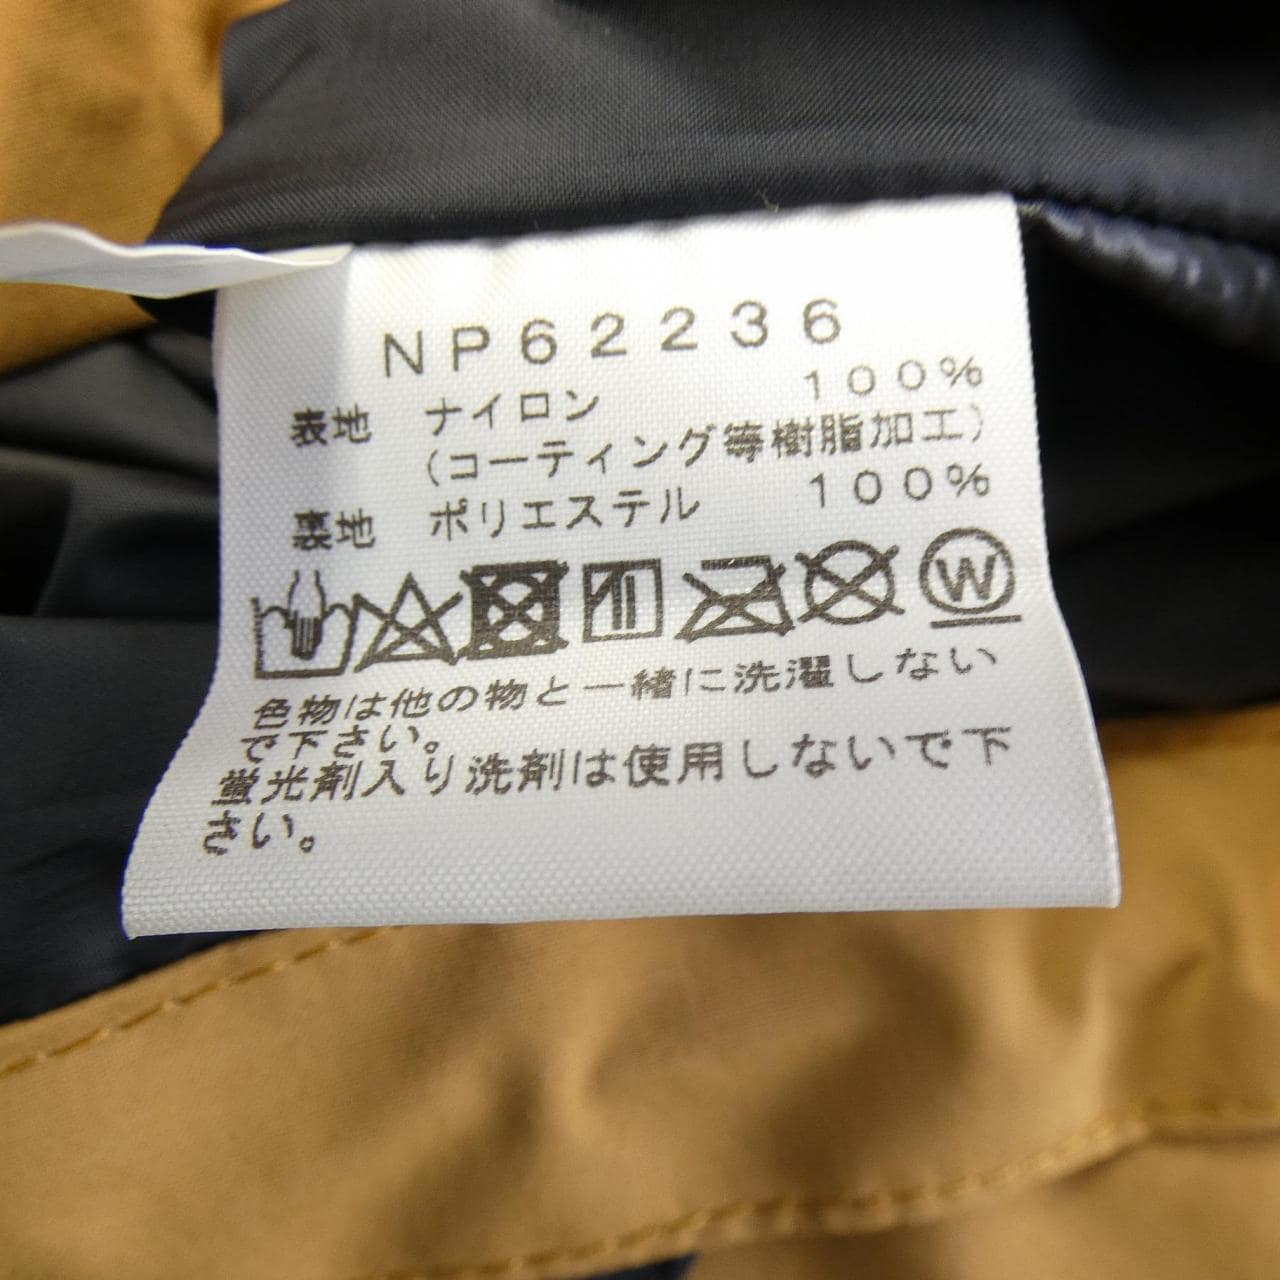 NP62236
表地 ナイロン 100%
(コーティング等樹脂加工)
裏地 ポリエステル 100%
W
色物は他の物と一緒に洗濯しない
で下さい。
蛍光剤入り洗剤は使用しないで下
さい。